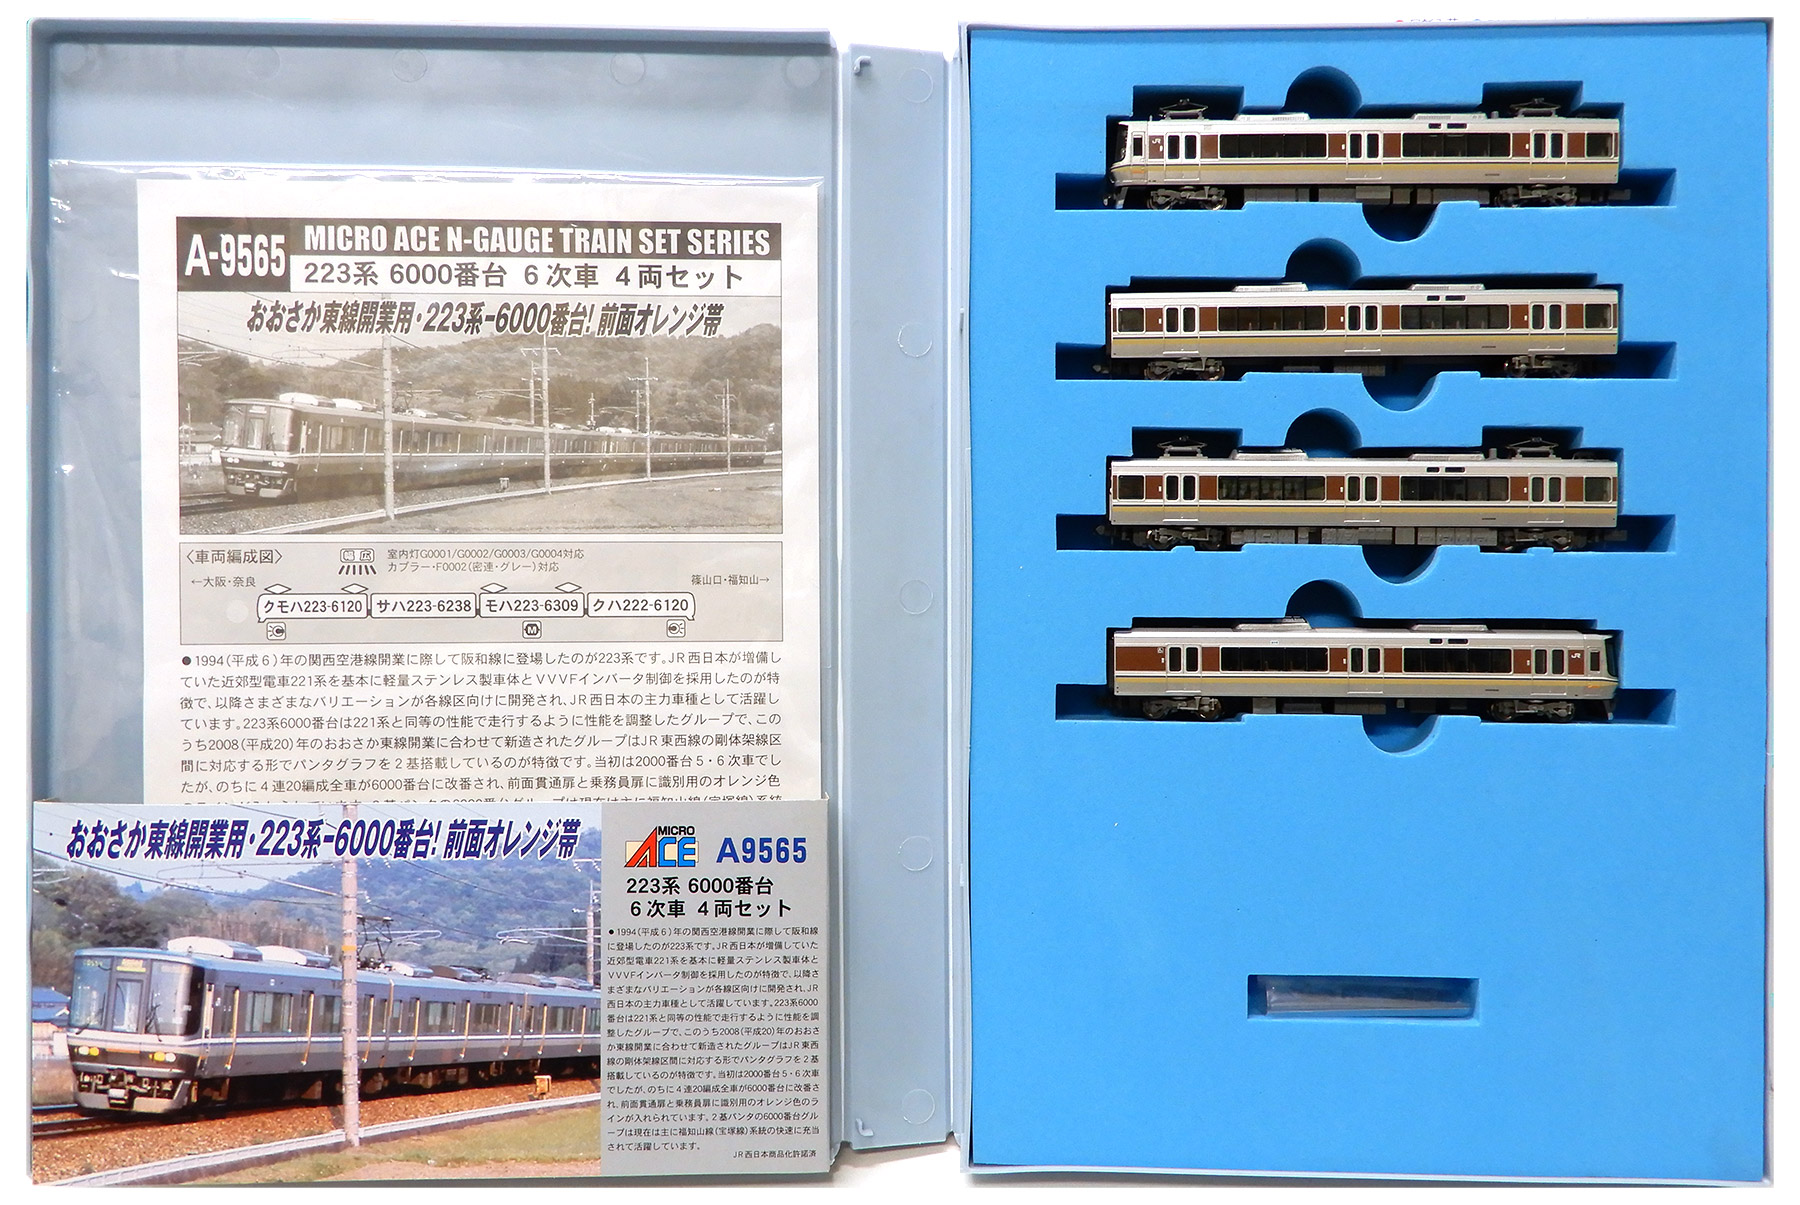 A-9565
MICRO ACE N-GAUGE TRAIN SET SERIES
223系 6000番台 6次車 4両セット
おおさか東線開業用・223系-6000番台! 前面オレンジ帯
〈車両編成図〉
室内灯G0001/G0002/G0003/G0004対応
カプラー・F0002(密連・グレー)対応
←大阪・奈良
篠山口・福知山→
クモハ223-6120 サハ223-6238 モハ223-6309 クハ222-6120
M
●1994(平成6)年の関西空港線開業に際して阪和線に登場したのが223系です。JR西日本が増備し
ていた近郊型電車221系を基本に軽量ステンレス製車体とVVVFインバータ制御を採用したのが特
徴で、以降さまざまなバリエーションが各線区向けに開発され、JR西日本の主力車種として活躍し
ています。223系6000番台は221系と同等の性能で走行するように性能を調整したグループで、この
うち2008(平成20)年のおおさか東線開業に合わせて新造されたグループはJR東西線の剛体架線区
間に対応する形でパンタグラフを2基搭載しているのが特徴です。当初は2000番台5・6次車でし
たが、のちに4連20編成全車が6000番台に改番され、前面貫通扉と乗務員扉に識別用のオレンジ色
おおさか東線開業用・223系-6000番台! 前面オレンジ帯
MICRO ACE A9565
223系 6000番台
6次車 4両セット
●1994(平成6)年の関西空港線開業に際して阪和線
に登場したのが223系です。JR西日本が増備していた
近郊型電車221系を基本に軽量ステンレス製車体と
VVVFインバータ制御を採用したのが特徴で、以降さ
まざまなバリエーションが各線区向けに開発され、JR
西日本の主力車種として活躍しています。223系6000
番台は221系と同等の性能で走行するように性能を調
整したグループで、このうち2008(平成20)年のおおさ
か東線開業に合わせて新造されたグループはJR東西
線の剛体架線区間に対応する形でパンタグラフを2基
搭載しているのが特徴です。当初は2000番台5・6次車
でしたが、のちに4連20編成全車が6000番台に改番さ
れ、前面貫通扉と乗務員扉に識別用のオレンジ色のラ
インが入れられています。2基パンタの6000番台グル
ープは現在は主に福知山線(宝塚線)系統の快速に充当
されて活躍しています。
JR西日本商品化許諾済
JR
JR